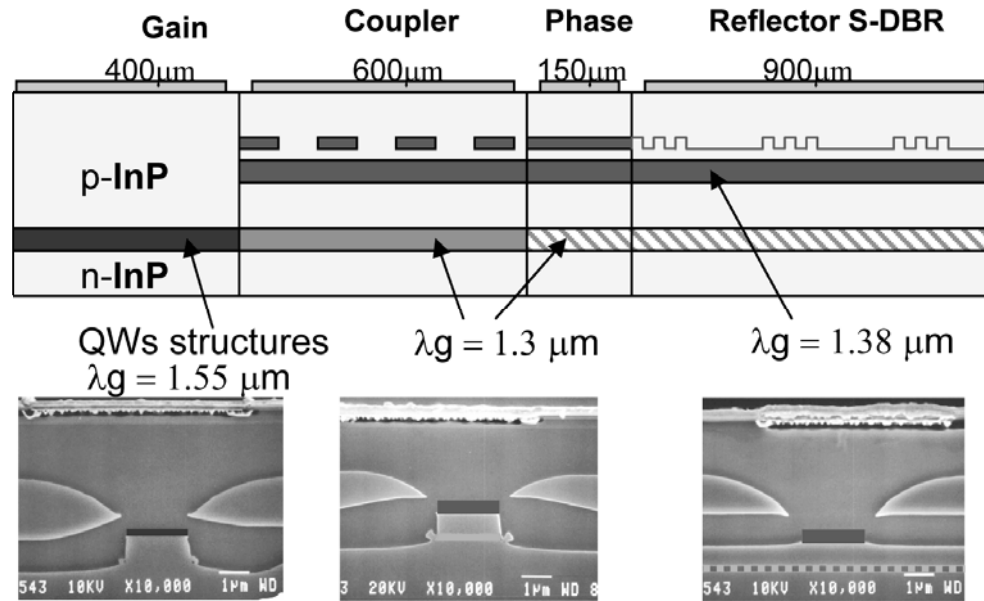 Gain Coupler Phase Reflector S-DBR
400μm 600μm 150μm 900μm
p-InP
n-InP
QWs structures
λg = 1.55 μm
λg = 1.3 μm
λg = 1.38 μm
543 10KV X10,000 1μm WD
3 20KV X10,000 1μm WD 8
543 10KV X10,000 1μm WD